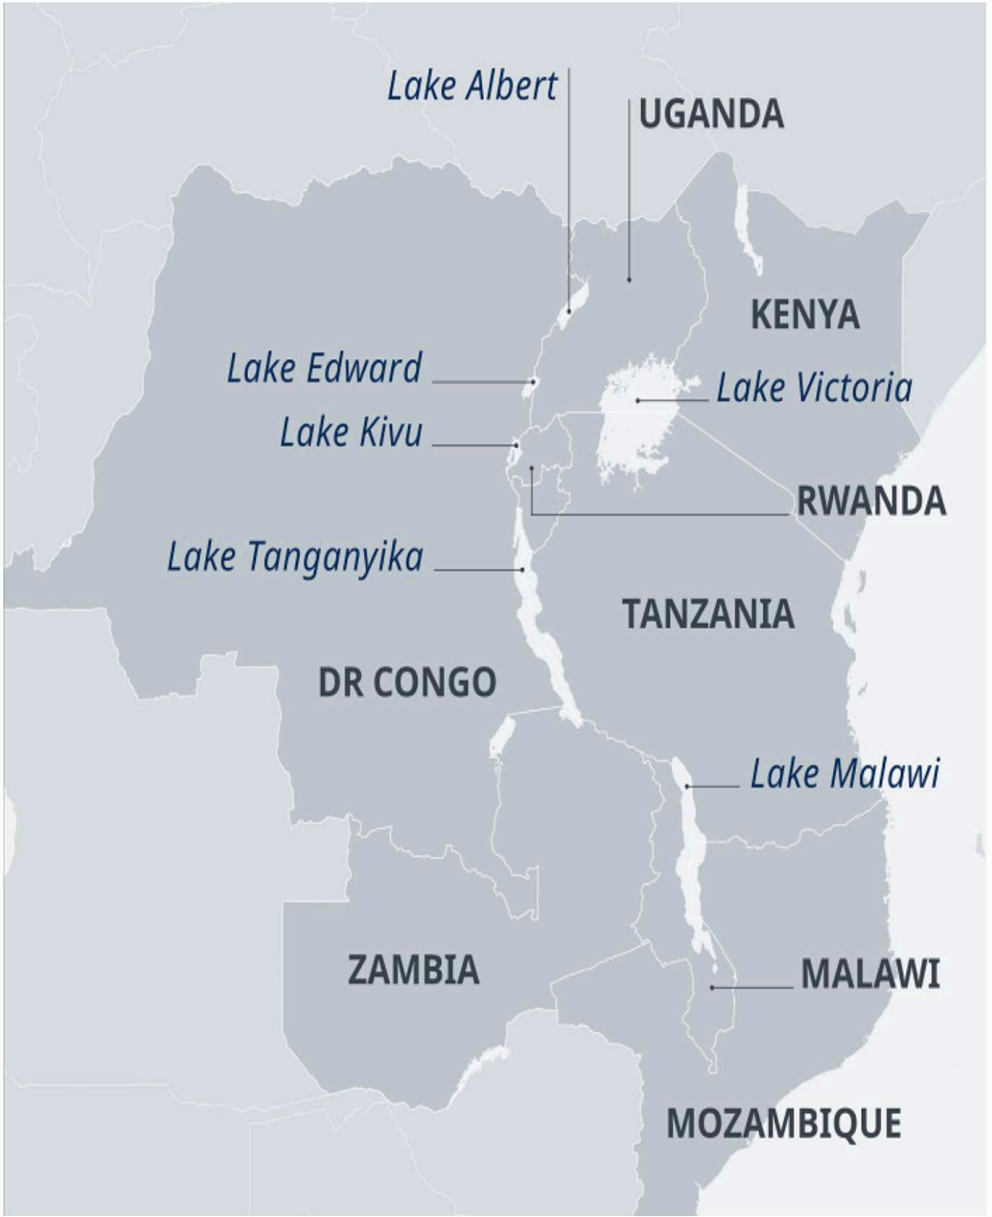 Lake Albert
UGANDA
KENYA
Lake Edward
Lake Victoria
Lake Kivu
RWANDA
Lake Tanganyika
TANZANIA
DR CONGO
Lake Malawi
ZAMBIA
MALAWI
MOZAMBIQUE